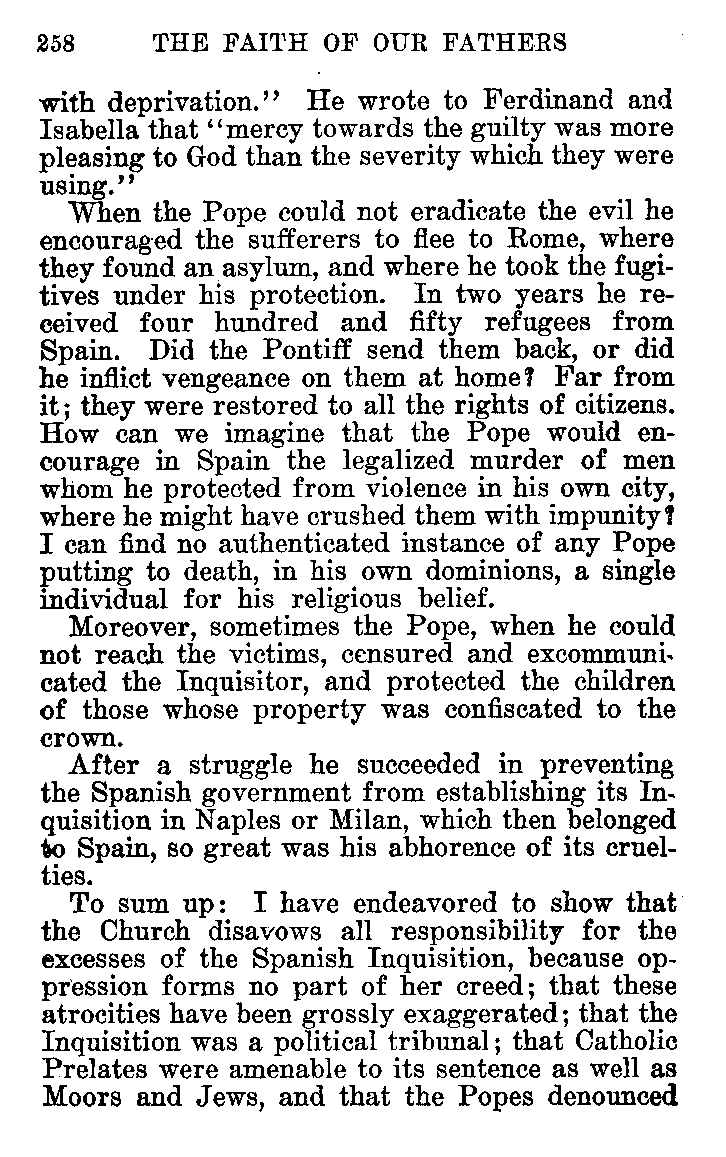 258 THE FAITH OF OUR FATHERS
with deprivation." He wrote to Ferdinand and
Isabella that "mercy towards the guilty was more
pleasing to God than the severity which they were
using."
When the Pope could not eradicate the evil he
encouraged the sufferers to flee to Rome, where
they found an asylum, and where he took the fugi-
tives under his protection. In two years he re-
ceived four hundred and fifty refugees from
Spain. Did the Pontiff send them back, or did
he inflict vengeance on them at home? Far from
it; they were restored to all the rights of citizens.
How can we imagine that the Pope would en-
courage in Spain the legalized murder of men
whom he protected from violence in his own city,
where he might have crushed them with impunity?
I can find no authenticated instance of any Pope
putting to death, in his own dominions, a single
individual for his religious belief.
Moreover, sometimes the Pope, when he could
not reach the victims, censured and excommuni-
cated the Inquisitor, and protected the children
of those whose property was confiscated to the
crown.
After a struggle he succeeded in preventing
the Spanish government from establishing its In-
quisition in Naples or Milan, which then belonged
to Spain, so great was his abhorence of its cruel-
ties.
To sum up: I have endeavored to show that
the Church disavows all responsibility for the
excesses of the Spanish Inquisition, because op-
pression forms no part of her creed; that these
atrocities have been grossly exaggerated; that the
Inquisition was a political tribunal; that Catholic
Prelates were amenable to its sentence as well as
Moors and Jews, and that the Popes denounced